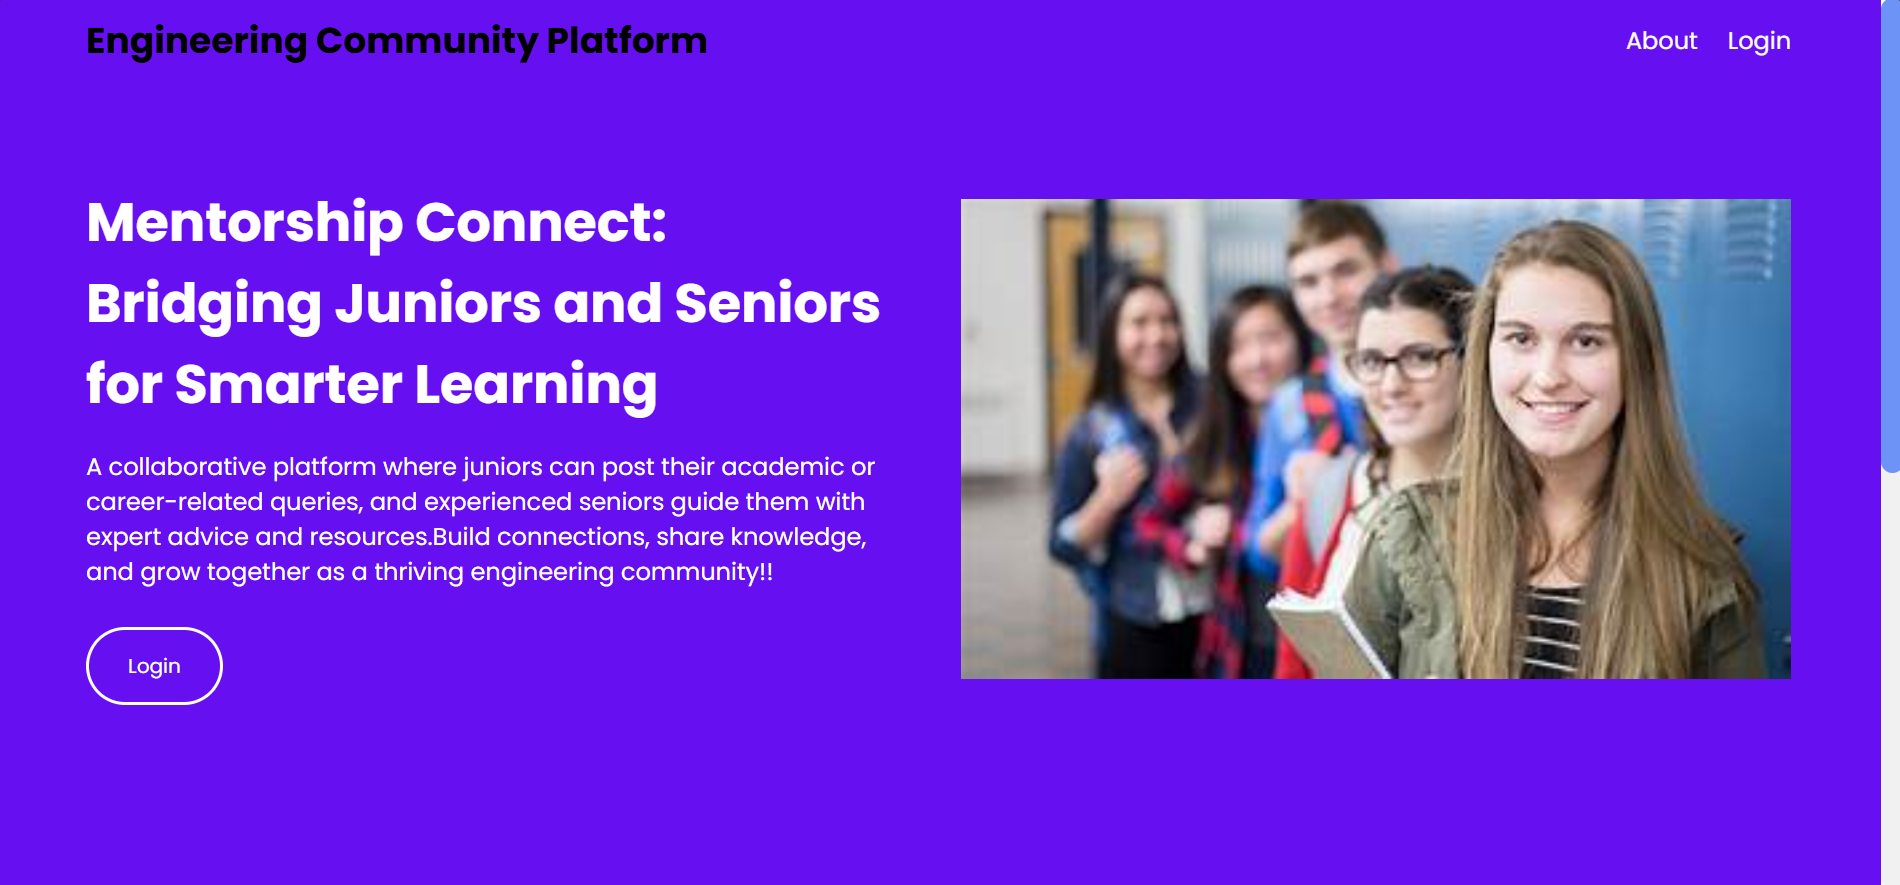 Engineering Community Platform
About Login
Mentorship Connect:
Bridging Juniors and Seniors
for Smarter Learning
A collaborative platform where juniors can post their academic or
career-related queries, and experienced seniors guide them with
expert advice and resources.Build connections, share knowledge,
and grow together as a thriving engineering community!!
Login